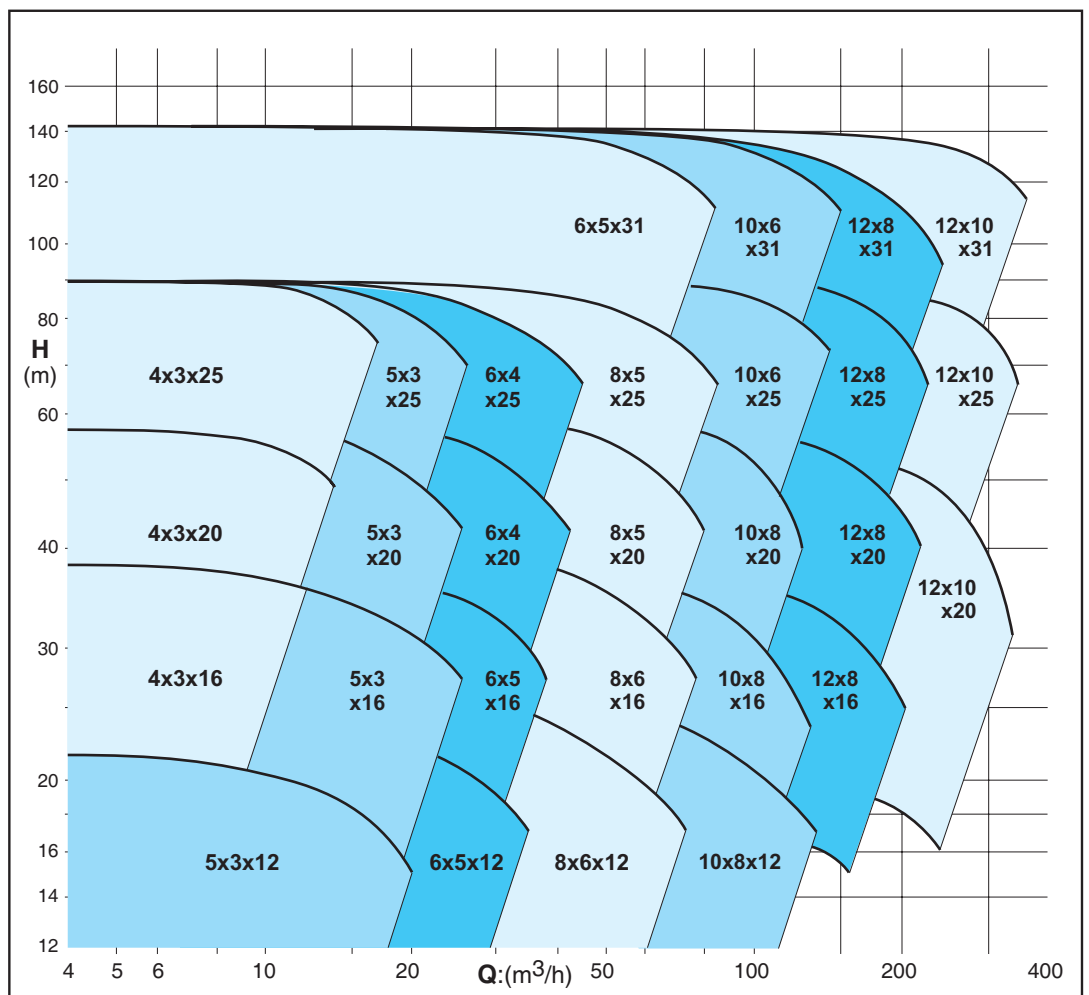 160
140
120
100
80
H
(m)
60
40
30
20
16
14
12
6x5x31
10x6
x31
12x8
x31
12x10
x31
4x3x25
5x3
x25
6x4
x25
8x5
x25
10x6
x25
12x8
x25
12x10
x25
4x3x20
5x3
x20
6x4
x20
8x5
x20
10x8
x20
12x8
x20
12x10
x20
4x3x16
5x3
x16
6x5
x16
8x6
x16
10x8
x16
12x8
x16
5x3x12
6x5x12
8x6x12
10x8x12
4 5 6 10 20 50 100 200 400
Q:(m³/h)